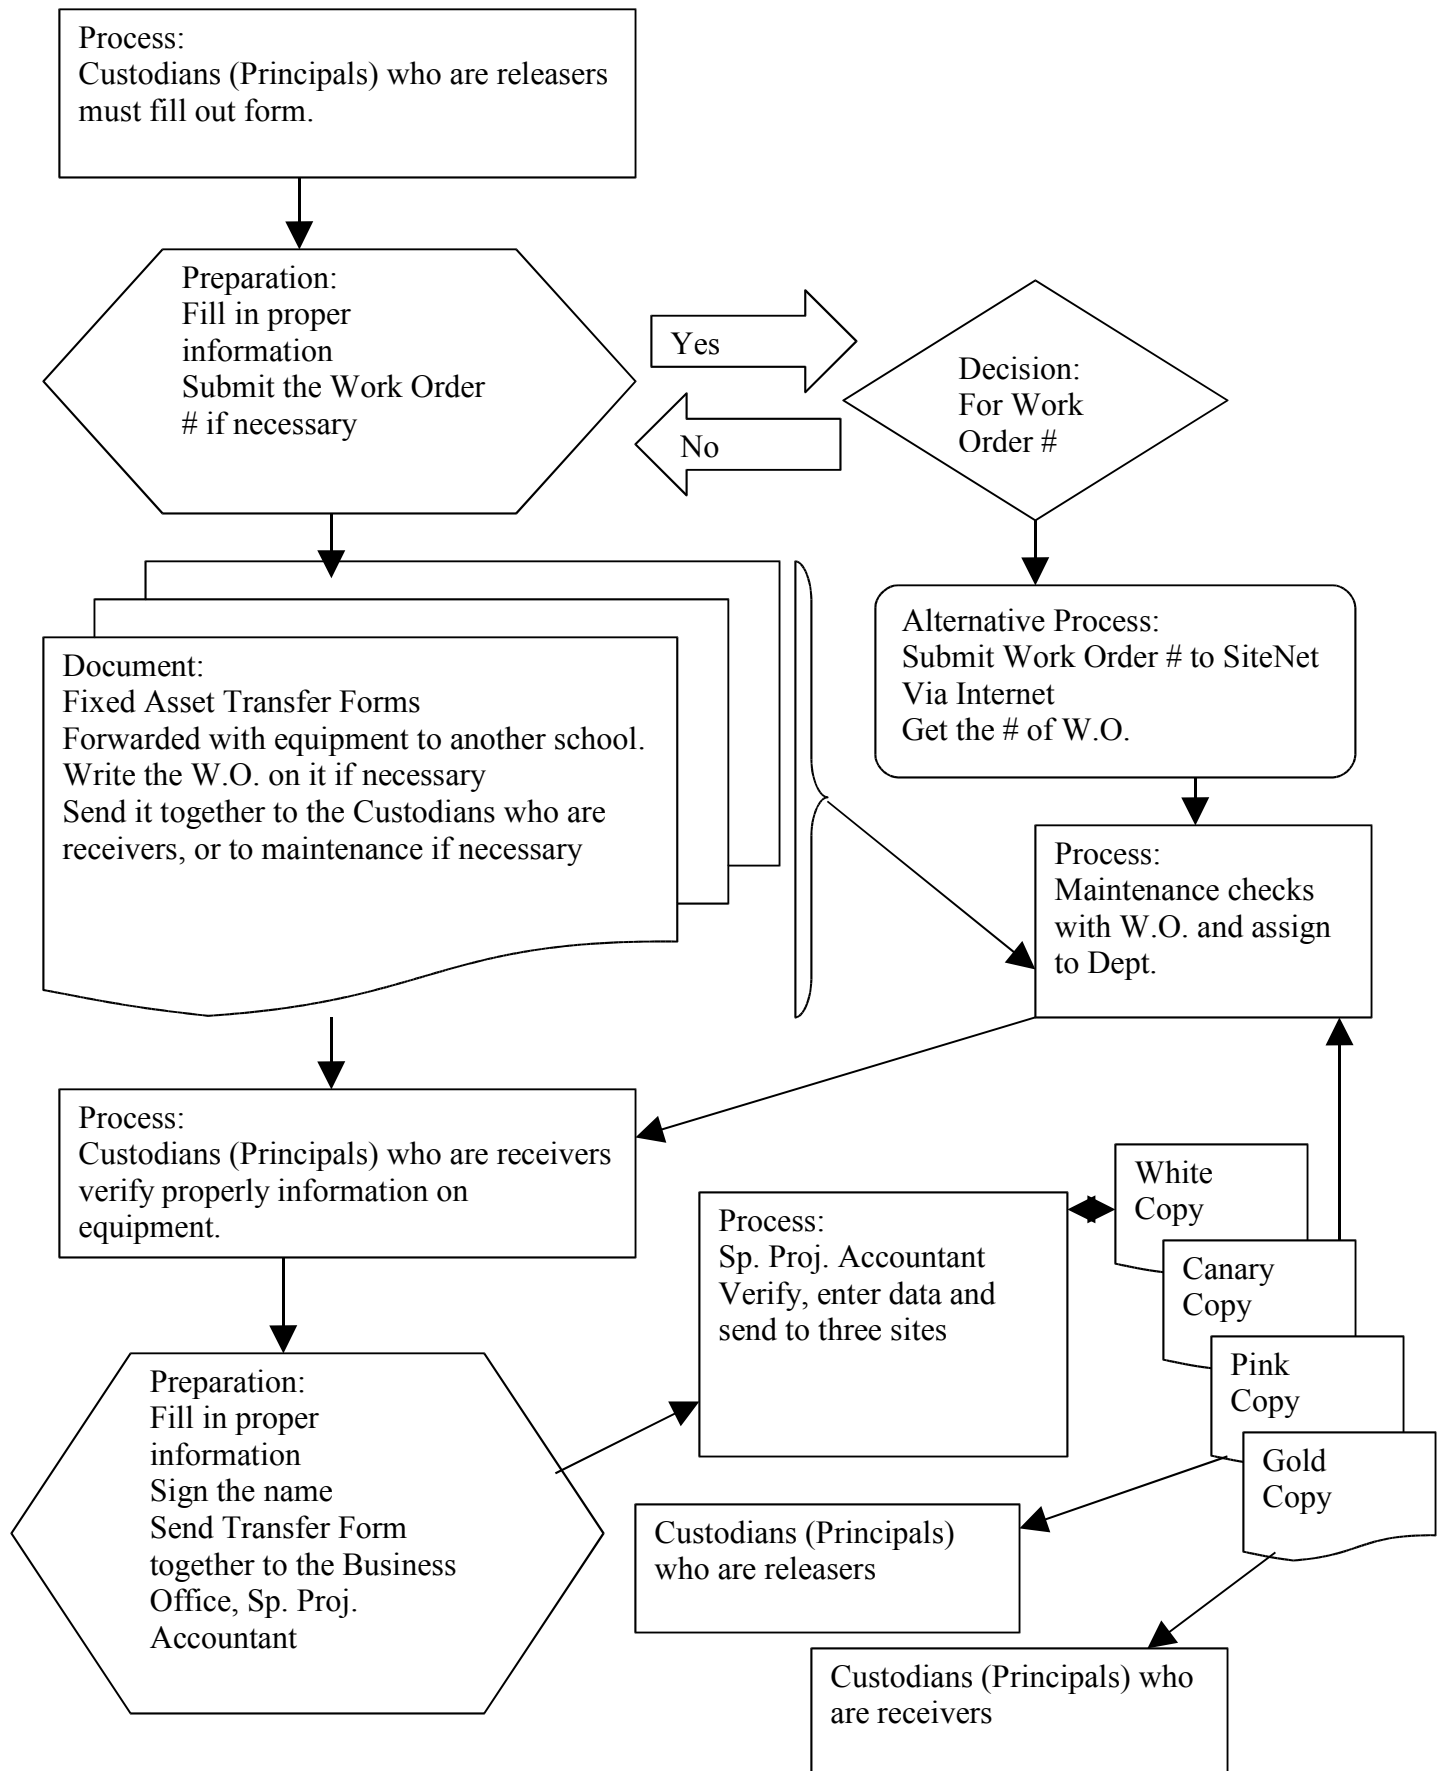 Process:
Custodians (Principals) who are releasers
must fill out form.
Preparation:
Fill in proper
information
Submit the Work Order
# if necessary
Yes
No
Decision:
For Work
Order #
Alternative Process:
Submit Work Order # to SiteNet
Via Internet
Get the # of W.O.
Document:
Fixed Asset Transfer Forms
Forwarded with equipment to another school.
Write the W.O. on it if necessary
Send it together to the Custodians who are
receivers, or to maintenance if necessary
Process:
Maintenance checks
with W.O. and assign
to Dept.
Process:
Custodians (Principals) who are receivers
verify properly information on
equipment.
Process:
Sp. Proj. Accountant
Verify, enter data and
send to three sites
White
Copy
Canary
Copy
Pink
Copy
Gold
Copy
Preparation:
Fill in proper
information
Sign the name
Send Transfer Form
together to the Business
Office, Sp. Proj.
Accountant
Custodians (Principals)
who are releasers
Custodians (Principals) who
are receivers